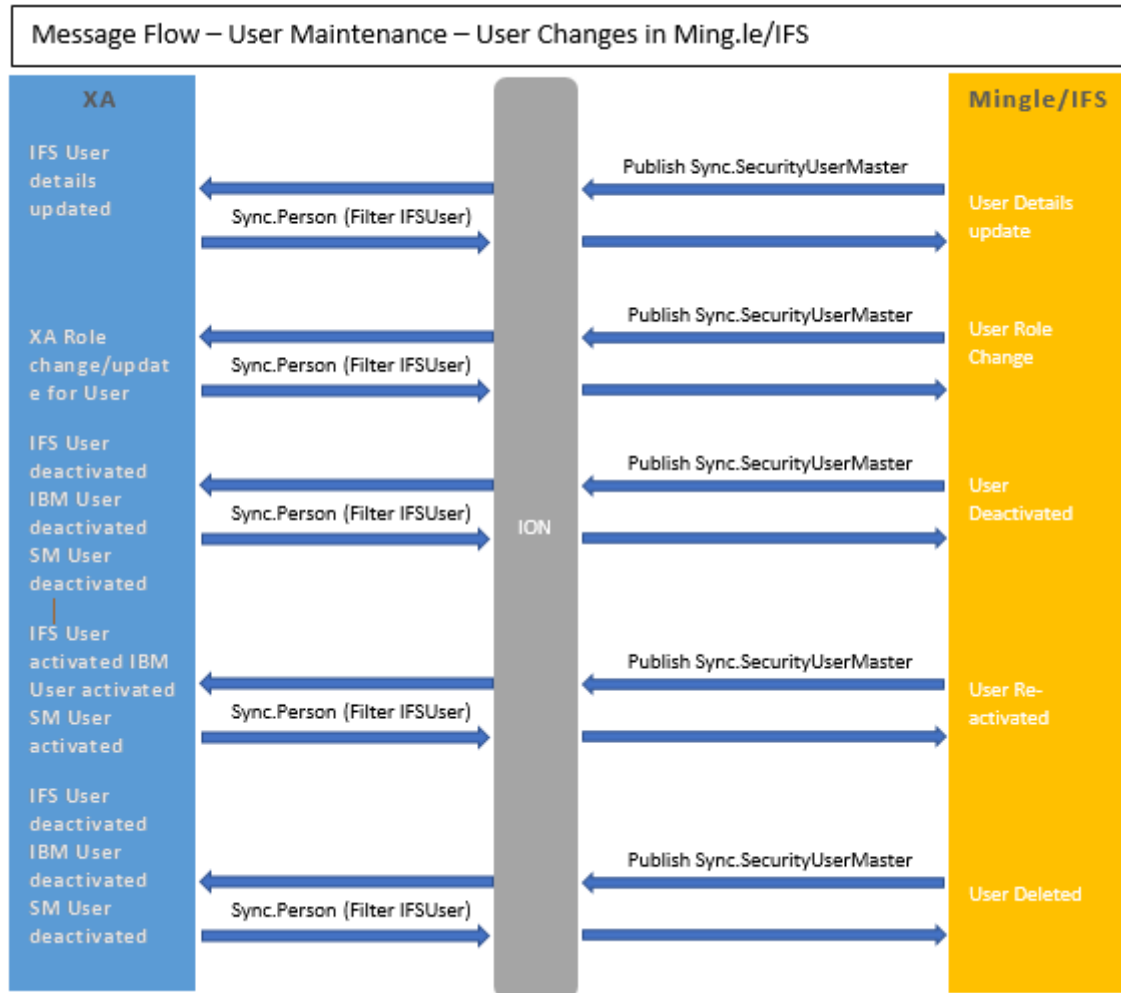 Message Flow – User Maintenance – User Changes in Ming.le/IFS
XA
Mingle/IFS
IFS User
details
updated
Publish Sync.SecurityUserMaster
Sync.Person (Filter IFSUser)
User Details
update
XA Role
change/updat
e for User
Publish Sync.SecurityUserMaster
Sync.Person (Filter IFSUser)
User Role
Change
IFS User
deactivated
IBM User
deactivated
SM User
deactivated
Publish Sync.SecurityUserMaster
Sync.Person (Filter IFSUser)
ION
User
Deactivated
IFS User
activated IBM
User activated
SM User
activated
Publish Sync.SecurityUserMaster
Sync.Person (Filter IFSUser)
User Re-
activated
IFS User
deactivated
IBM User
deactivated
SM User
deactivated
Publish Sync.SecurityUserMaster
Sync.Person (Filter IFSUser)
User Deleted